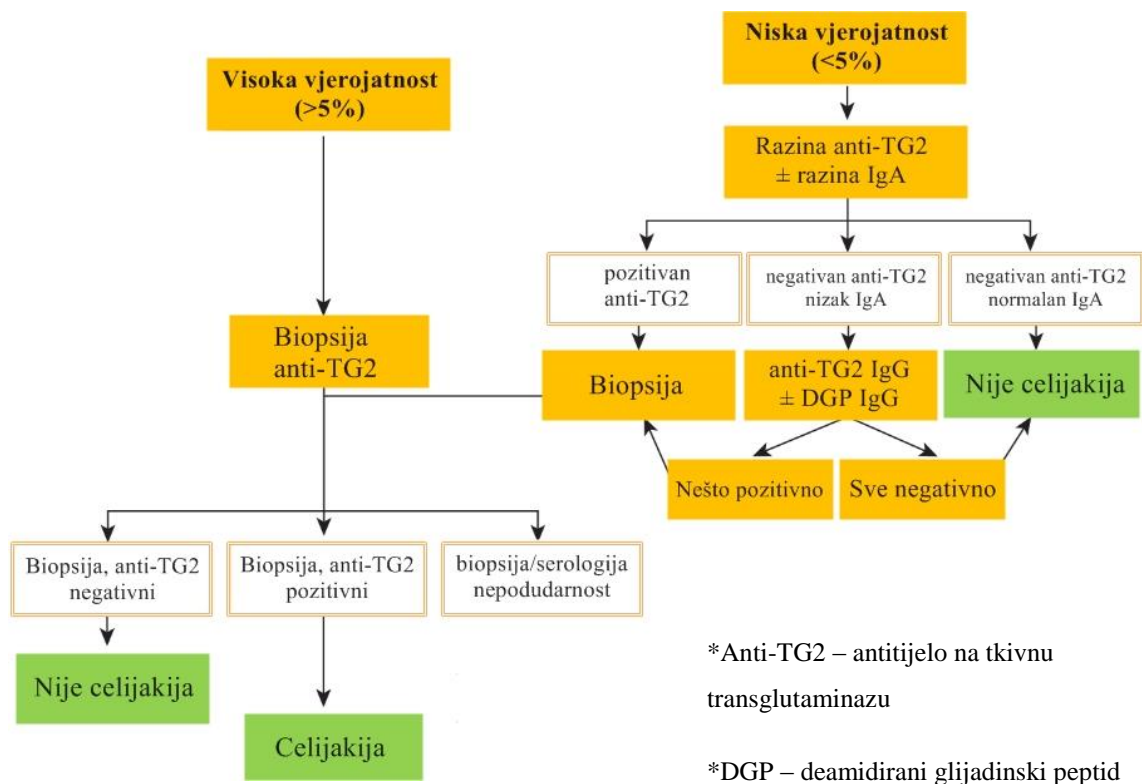 Visoka vjerojatnost
(>5%)
Niska vjerojatnost
(<5%)
Razina anti-TG2
± razina IgA
pozitivan
anti-TG2
negativan anti-TG2
nizak IgA
negativan anti-TG2
normalan IgA
Biopsija
anti-TG2
Biopsija
anti-TG2 IgG
± DGP IgG
Nije celijakija
Nešto pozitivno
Sve negativno
Biopsija, anti-TG2
negativni
Biopsija, anti-TG2
pozitivni
biopsija/serologija
nepodudarnost
Nije celijakija
Celijakija
*Anti-TG2 – antitijelo na tkivnu
transglutaminazu
*DGP – deamidirani glijadinski peptid